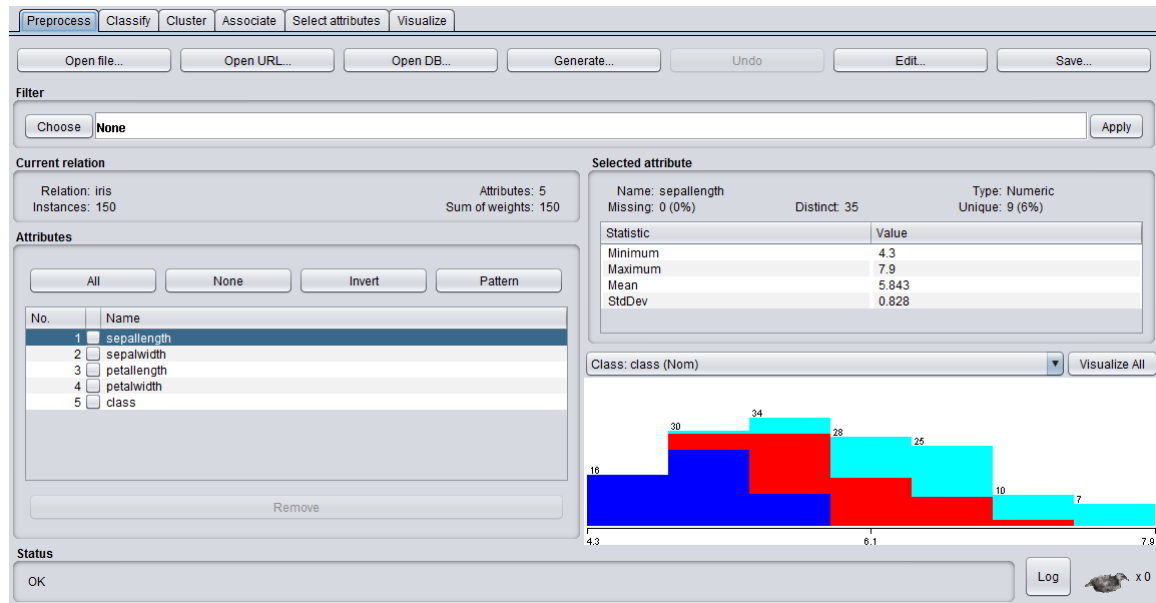 Preprocess Classify Cluster Associate Select attributes Visualize
Open file... Open URL... Open DB... Generate... Undo Edit... Save...
Filter
Choose None Apply
Current relation
Relation: iris Attributes: 5
Instances: 150 Sum of weights: 150
Attributes
All None Invert Pattern
No. Name
1 sepallength
2 sepalwidth
3 petallength
4 petalwidth
5 class
Remove
Selected attribute
Name: sepallength Type: Numeric
Missing: 0 (0%) Distinct: 35 Unique: 9 (6%)
Statistic Value
Minimum 4.3
Maximum 7.9
Mean 5.843
StdDev 0.828
Class: class (Nom) Visualize All
16 30 34 28 25 10 7
4.3 6.1 7.9
Status
OK Log x 0